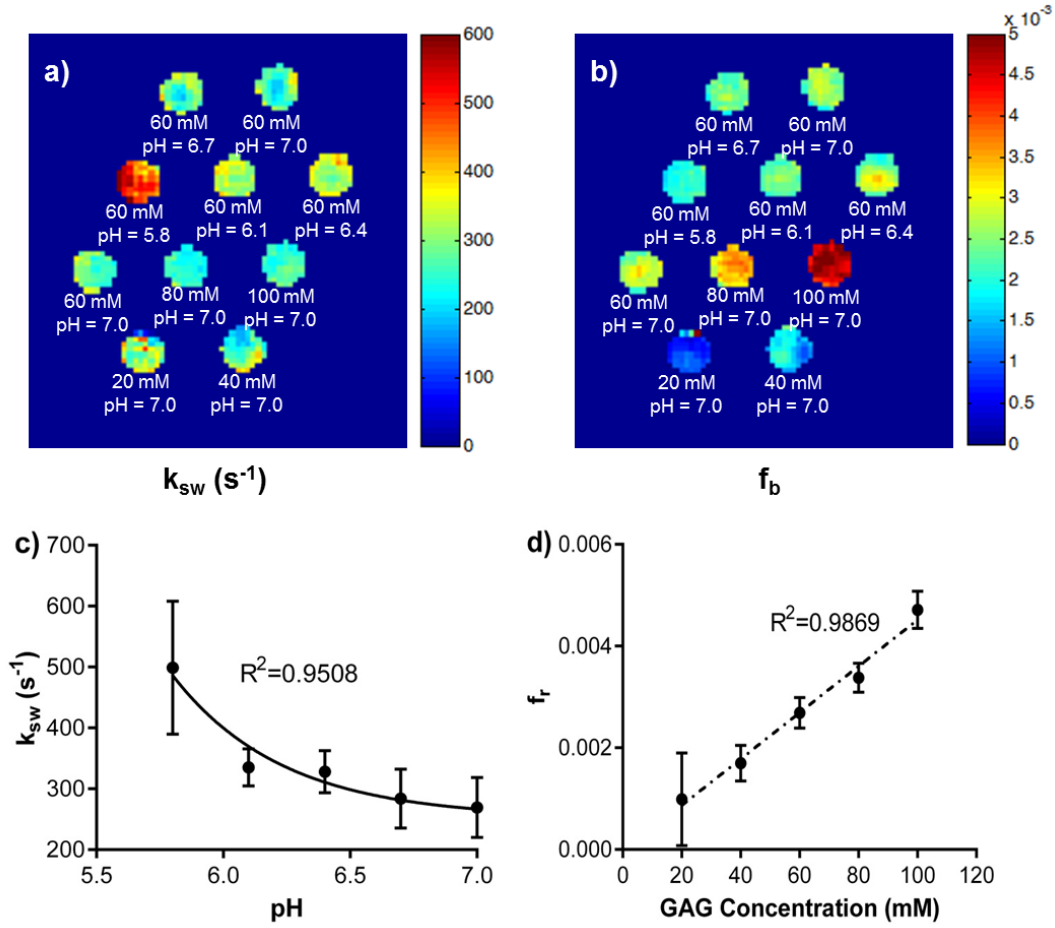 a)
60 mM
pH = 6.7
60 mM
pH = 7.0
60 mM
pH = 5.8
60 mM
pH = 6.1
60 mM
pH = 6.4
60 mM
pH = 7.0
80 mM
pH = 7.0
100 mM
pH = 7.0
20 mM
pH = 7.0
40 mM
pH = 7.0
600
500
400
300
200
100
0
k_sw (s⁻¹)
b)
60 mM
pH = 6.7
60 mM
pH = 7.0
60 mM
pH = 5.8
60 mM
pH = 6.1
60 mM
pH = 6.4
60 mM
pH = 7.0
80 mM
pH = 7.0
100 mM
pH = 7.0
20 mM
pH = 7.0
40 mM
pH = 7.0
x 10⁻³
5
4.5
4
3.5
3
2.5
2
1.5
1
0.5
0
f_b
c)
700
600
500
400
300
200
k_sw (s⁻¹)
R²=0.9508
5.5 6.0 6.5 7.0
pH
d)
0.006
0.004
0.002
0.000
f_r
R²=0.9869
0 20 40 60 80 100 120
GAG Concentration (mM)